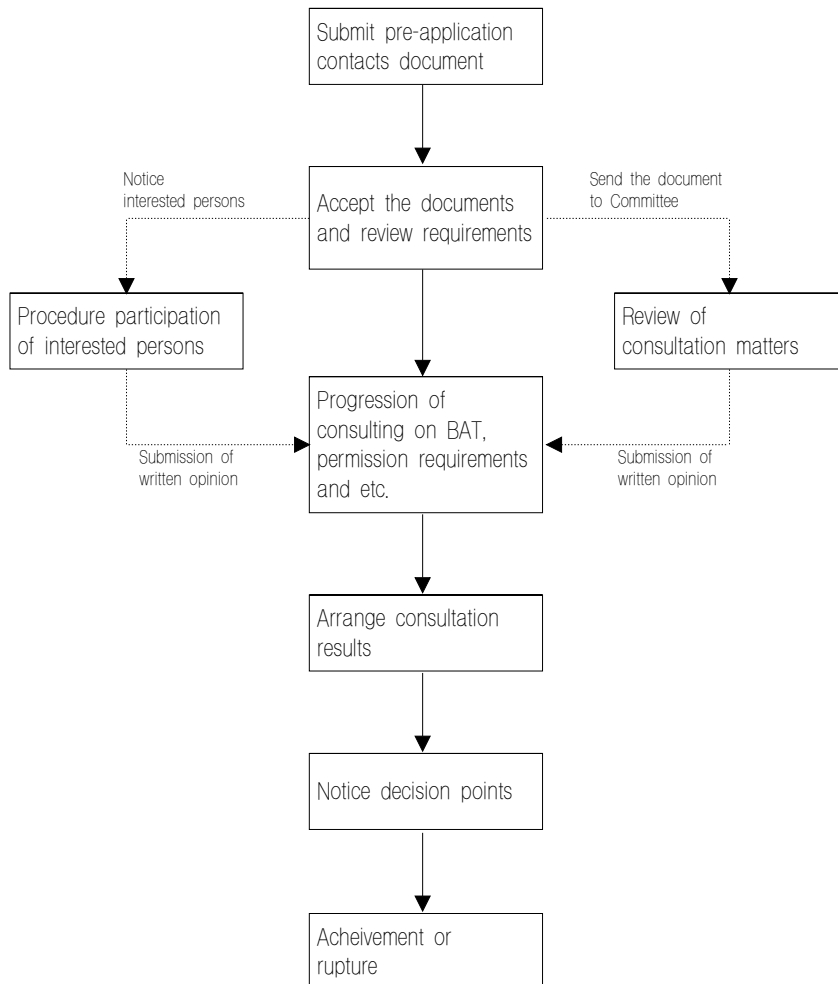 Submit pre-application
contacts document
Notice
interested persons
Send the document
to Committee
Accept the documents
and review requirements
Procedure participation
of interested persons
Review of
consultation matters
Progression of
consulting on BAT,
permission requirements
and etc.
Submission of
written opinion
Submission of
written opinion
Arrange consultation
results
Notice decision points
Acheivement or
rupture